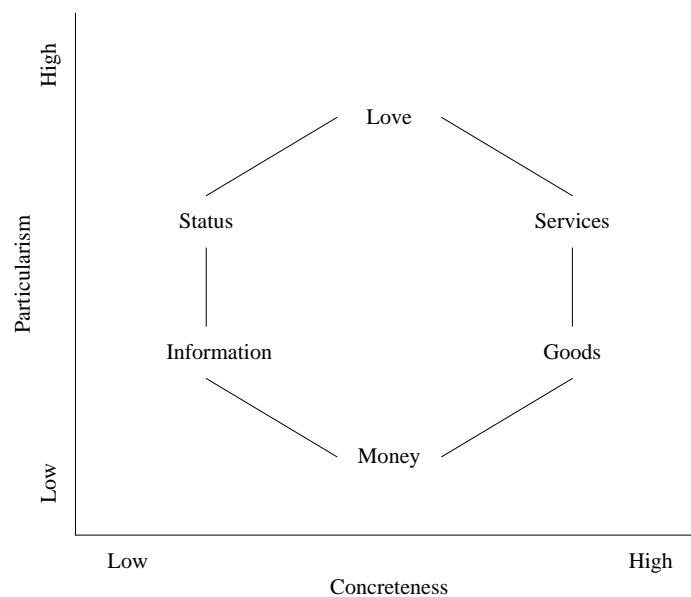 High
Love
Status
Services
Particularism
Information
Goods
Money
Low
Low
High
Concreteness